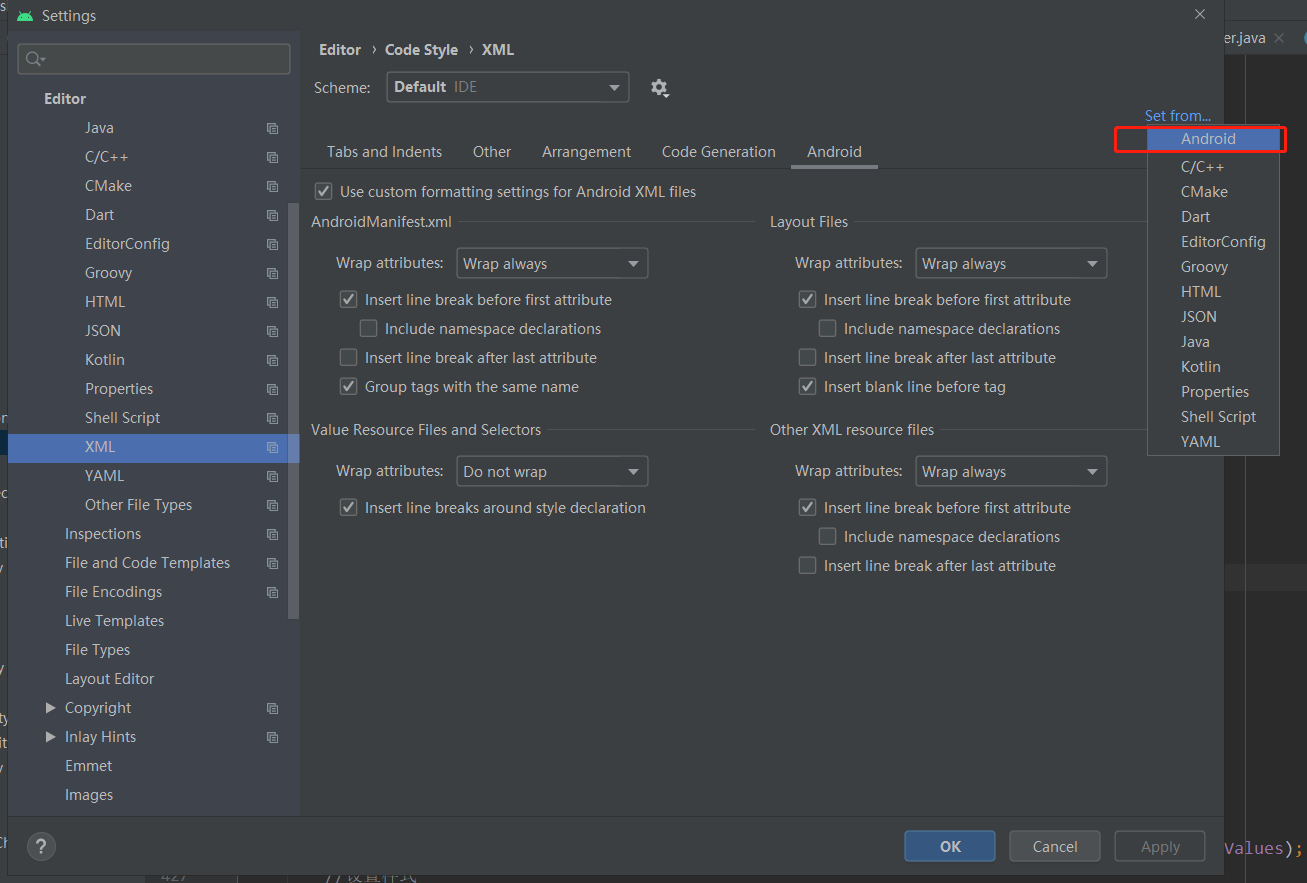 Settings
er.java
Editor › Code Style › XML
Scheme: Default IDE
Set from...
Tabs and Indents Other Arrangement Code Generation Android
Use custom formatting settings for Android XML files
AndroidManifest.xml
Wrap attributes: Wrap always
Insert line break before first attribute
Include namespace declarations
Insert line break after last attribute
Group tags with the same name
Layout Files
Wrap attributes: Wrap always
Insert line break before first attribute
Include namespace declarations
Insert line break after last attribute
Insert blank line before tag
Value Resource Files and Selectors
Wrap attributes: Do not wrap
Insert line breaks around style declaration
Other XML resource files
Wrap attributes: Wrap always
Insert line break before first attribute
Include namespace declarations
Insert line break after last attribute
Android
C/C++
CMake
Dart
EditorConfig
Groovy
HTML
JSON
Java
Kotlin
Properties
Shell Script
YAML
Editor
Java
C/C++
CMake
Dart
EditorConfig
Groovy
HTML
JSON
Kotlin
Properties
Shell Script
XML
YAML
Other File Types
Inspections
File and Code Templates
File Encodings
Live Templates
File Types
Layout Editor
Copyright
Inlay Hints
Emmet
Images
?
OK Cancel Apply
Values);
427 //设置样式